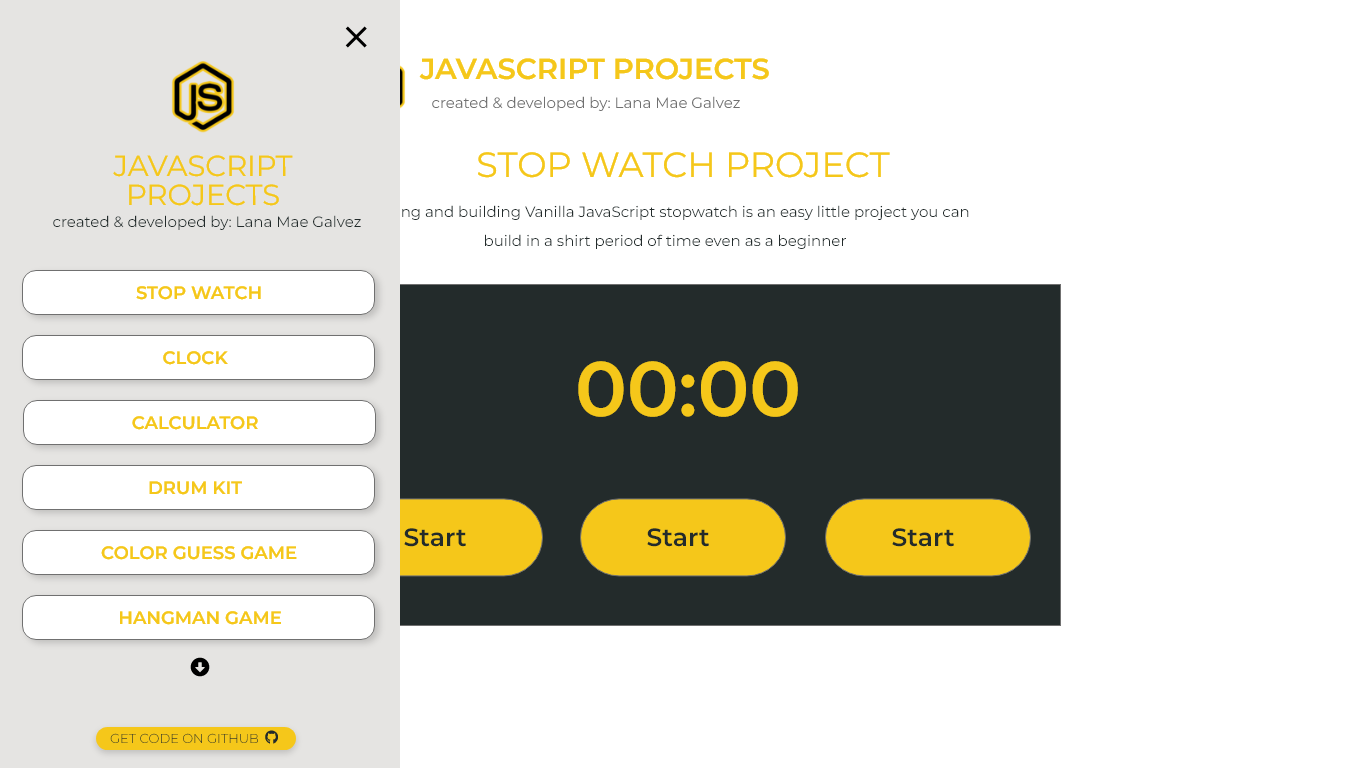 JS
JAVASCRIPT
PROJECTS
created & developed by: Lana Mae Galvez
STOP WATCH
CLOCK
CALCULATOR
DRUM KIT
COLOR GUESS GAME
HANGMAN GAME
GET CODE ON GITHUB
JAVASCRIPT PROJECTS
created & developed by: Lana Mae Galvez
STOP WATCH PROJECT
and building Vanilla JavaScript stopwatch is an easy little project you can
build in a shirt period of time even as a beginner
00:00
Start
Start
Start